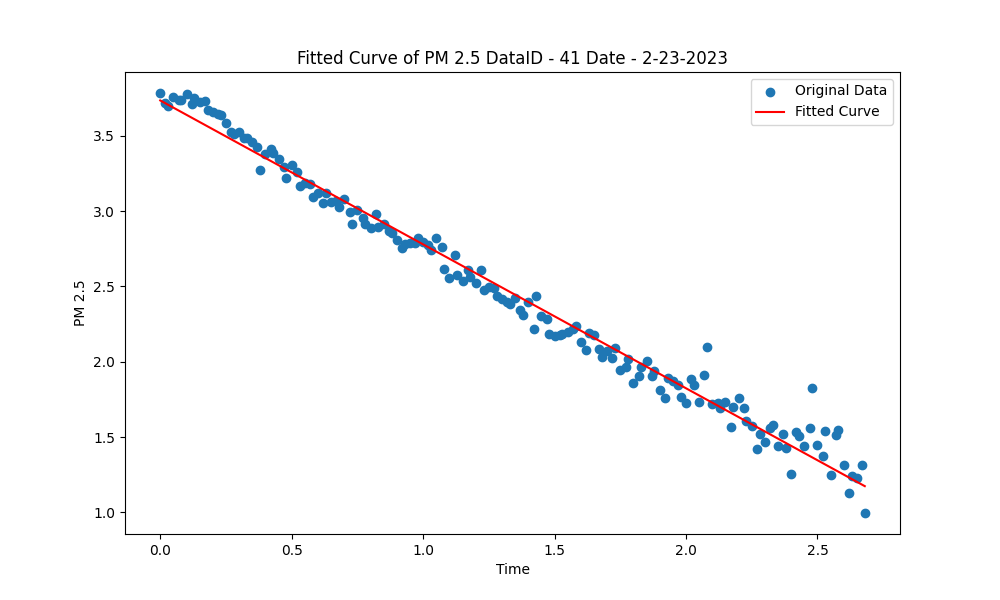 Fitted Curve of PM 2.5 DataID - 41 Date - 2-23-2023
Original Data
Fitted Curve
PM 2.5
3.5
3.0
2.5
2.0
1.5
1.0
0.0 0.5 1.0 1.5 2.0 2.5
Time